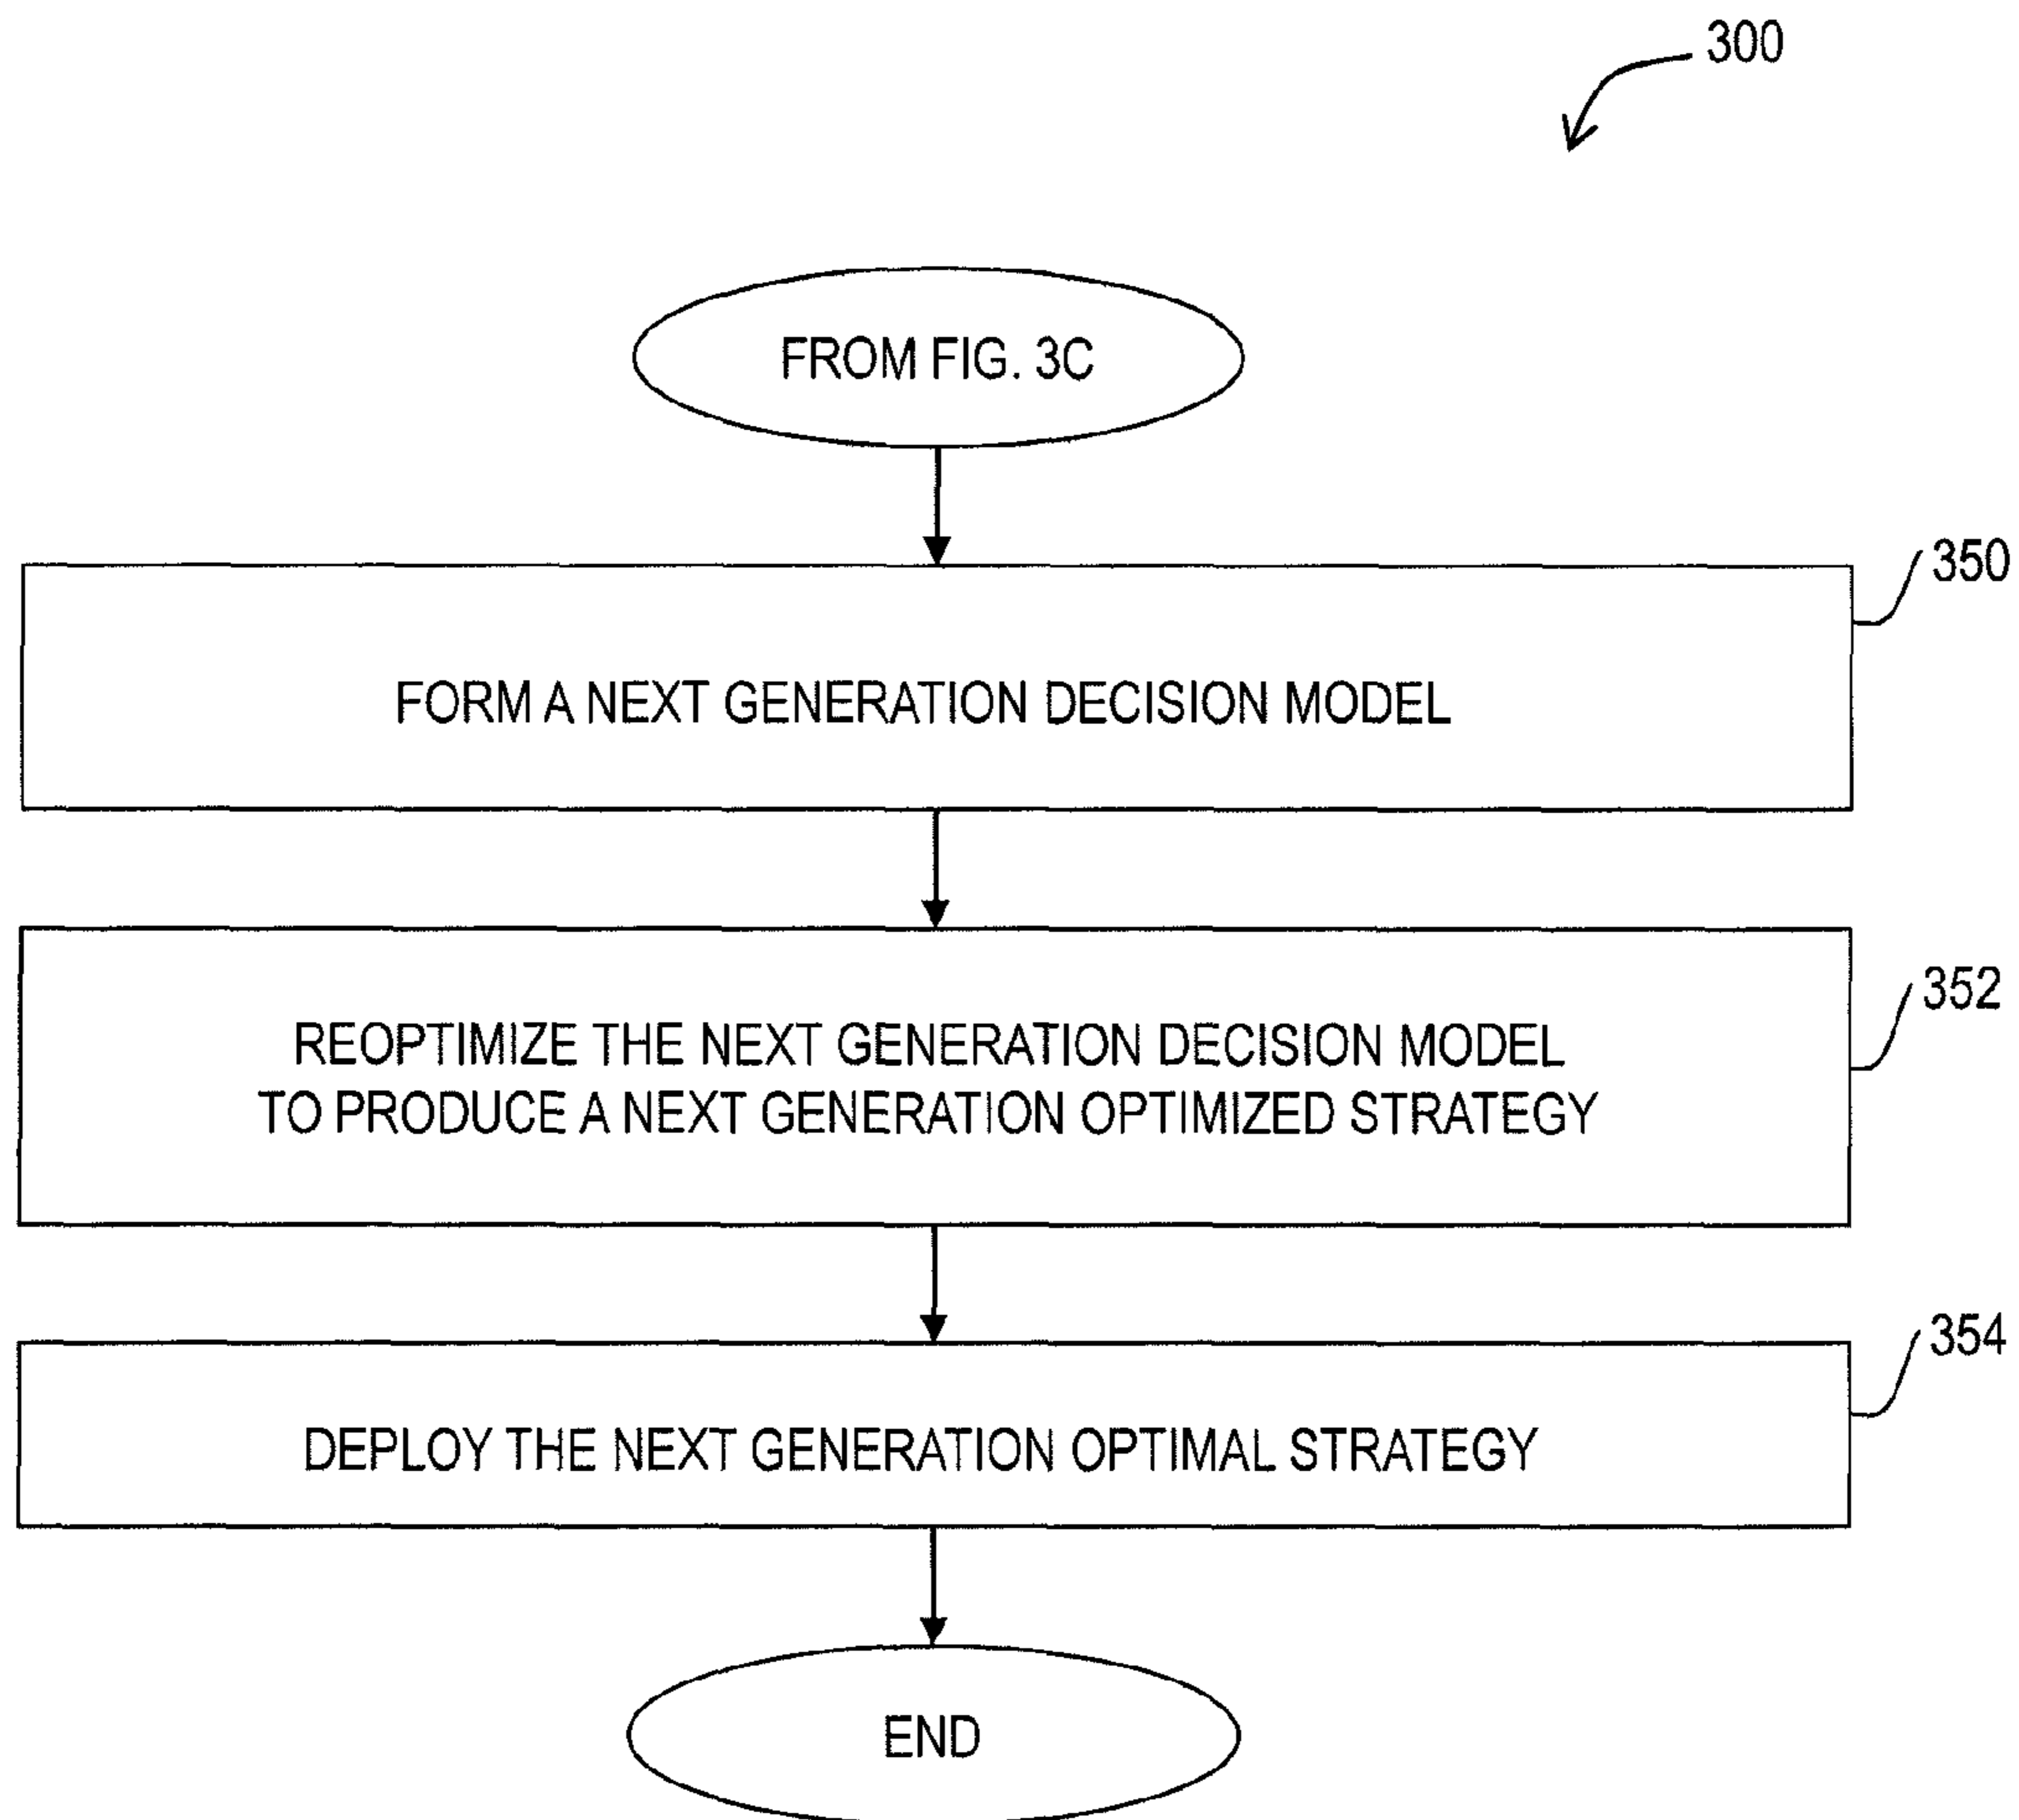 300
FROM FIG. 3C
350
FORM A NEXT GENERATION DECISION MODEL
352
REOPTIMIZE THE NEXT GENERATION DECISION MODEL
TO PRODUCE A NEXT GENERATION OPTIMIZED STRATEGY
354
DEPLOY THE NEXT GENERATION OPTIMAL STRATEGY
END